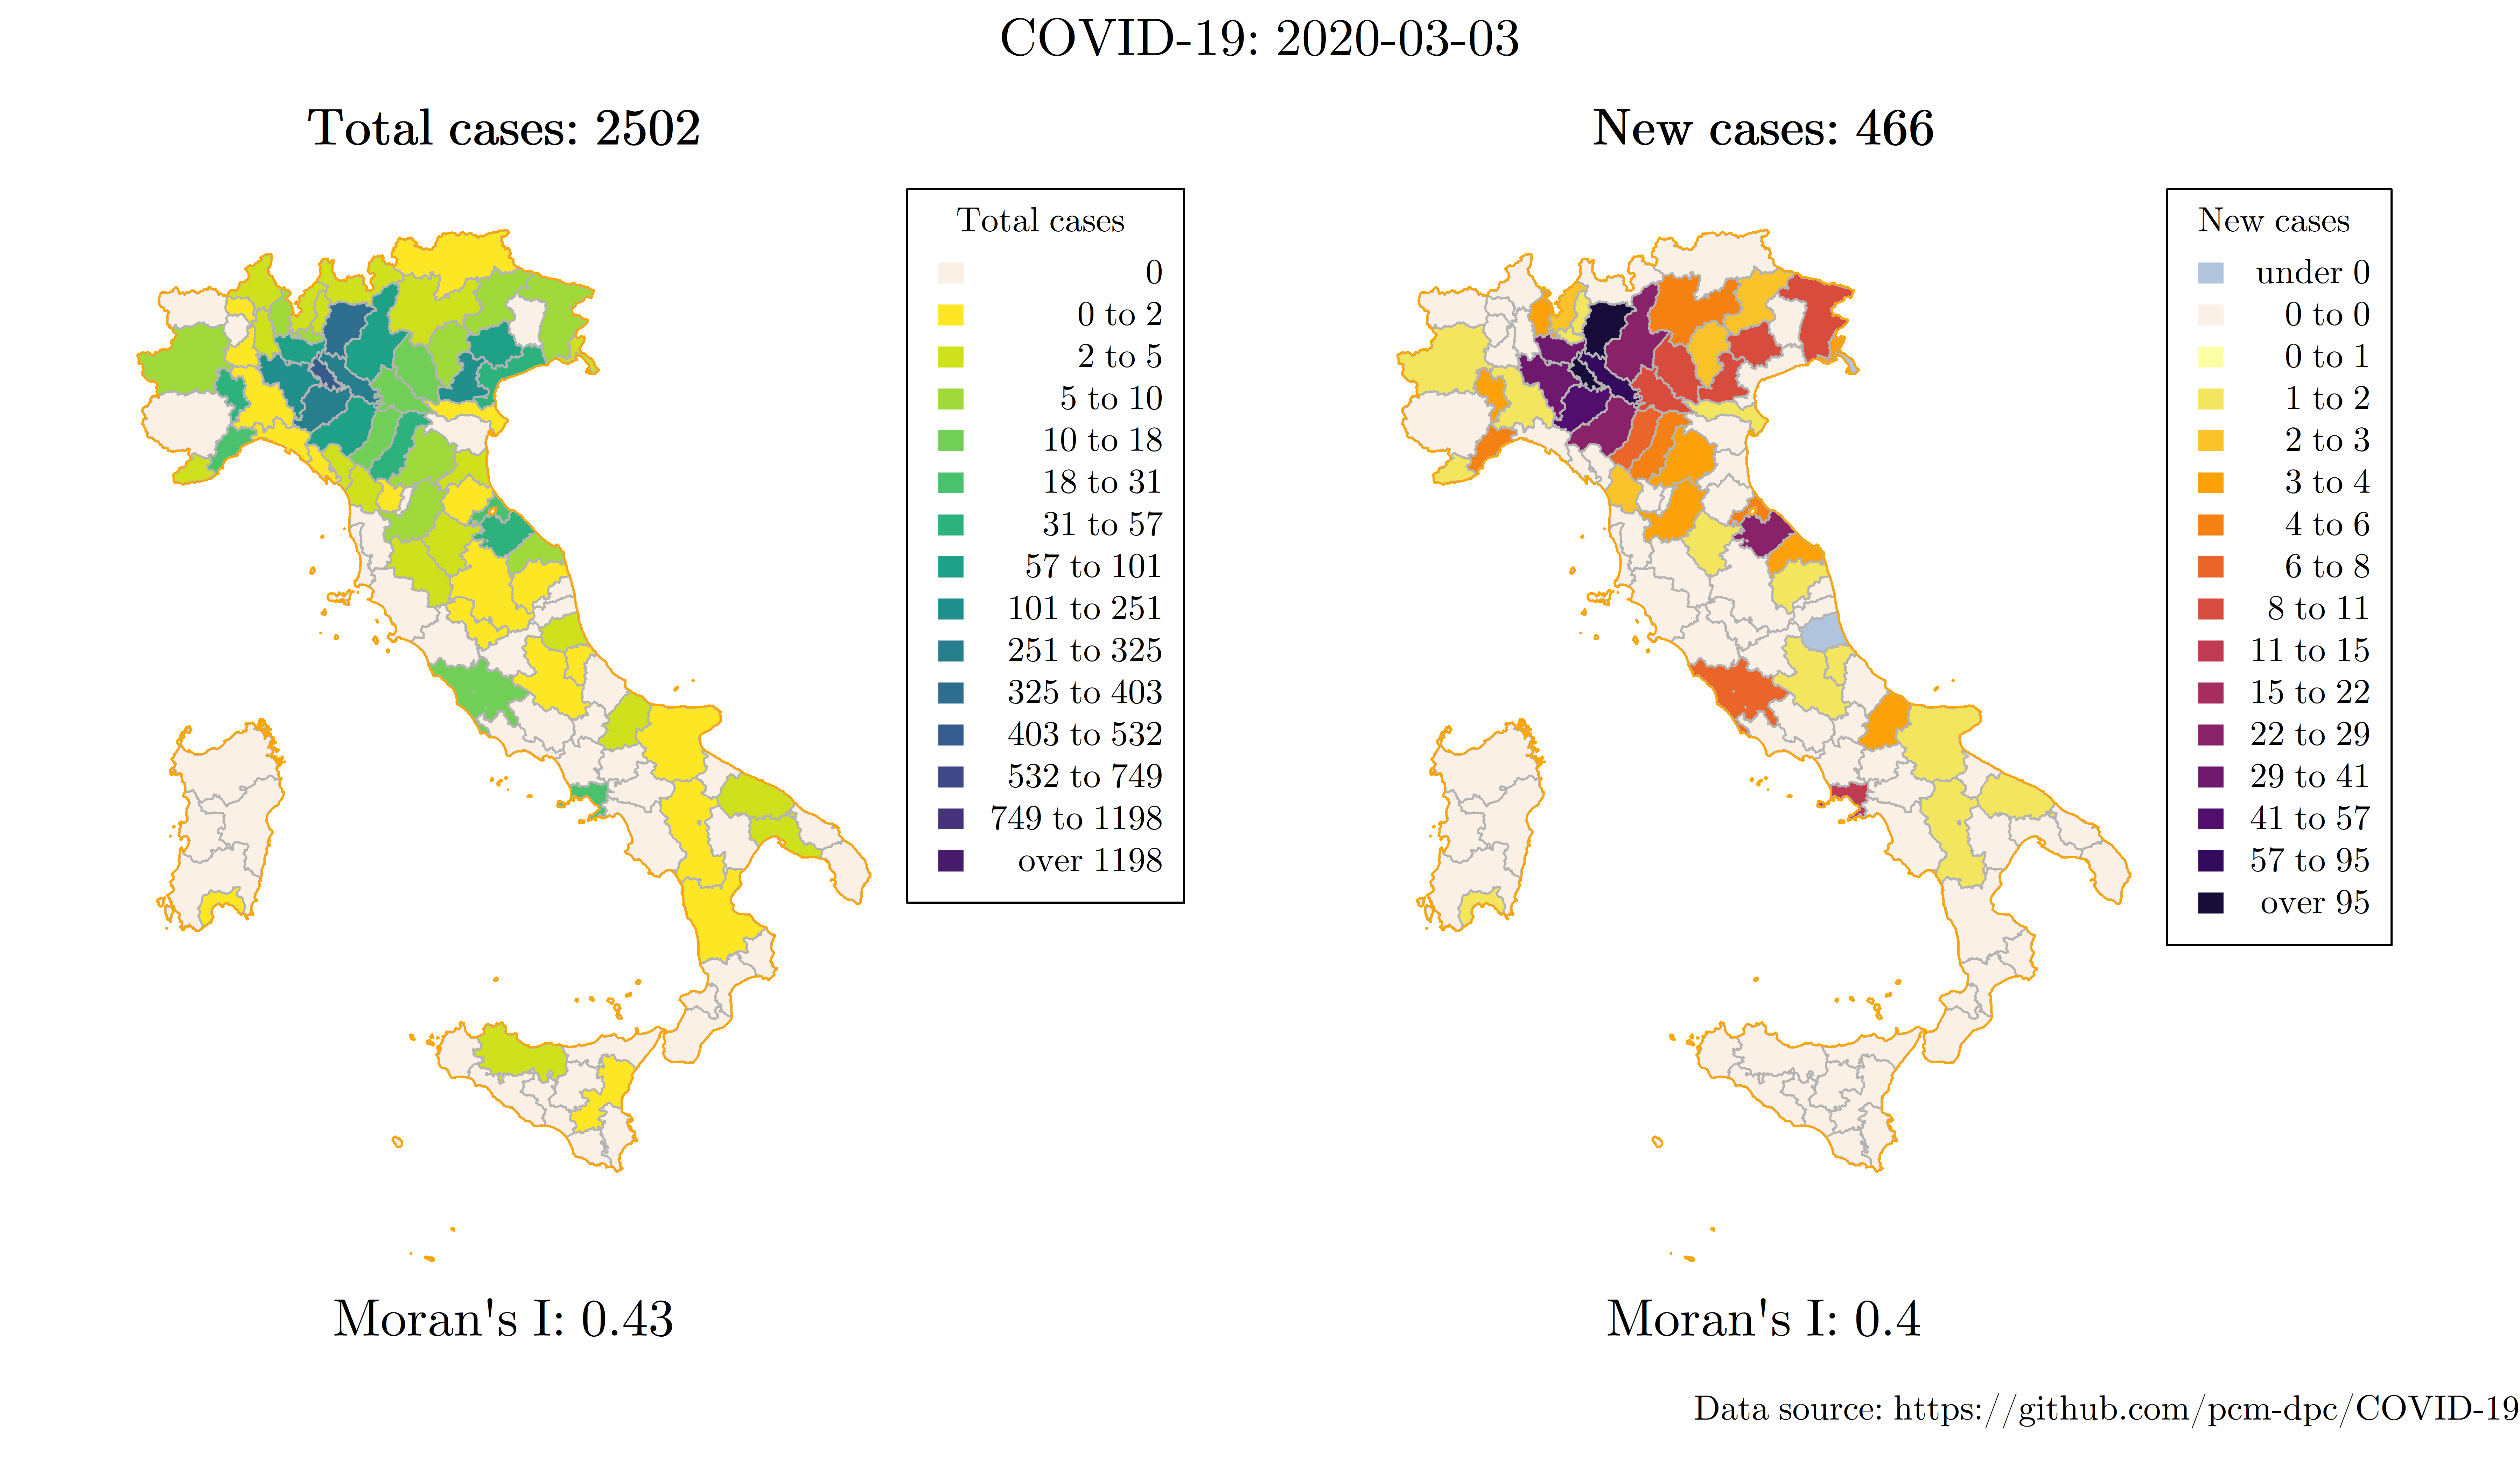 COVID-19: 2020-03-03
Total cases: 2502
Total cases
0
0 to 2
2 to 5
5 to 10
10 to 18
18 to 31
31 to 57
57 to 101
101 to 251
251 to 325
325 to 403
403 to 532
532 to 749
749 to 1198
over 1198
Moran's I: 0.43
New cases: 466
New cases
under 0
0 to 0
0 to 1
1 to 2
2 to 3
3 to 4
4 to 6
6 to 8
8 to 11
11 to 15
15 to 22
22 to 29
29 to 41
41 to 57
57 to 95
over 95
Moran's I: 0.4
Data source: https://github.com/pcm-dpc/COVID-19